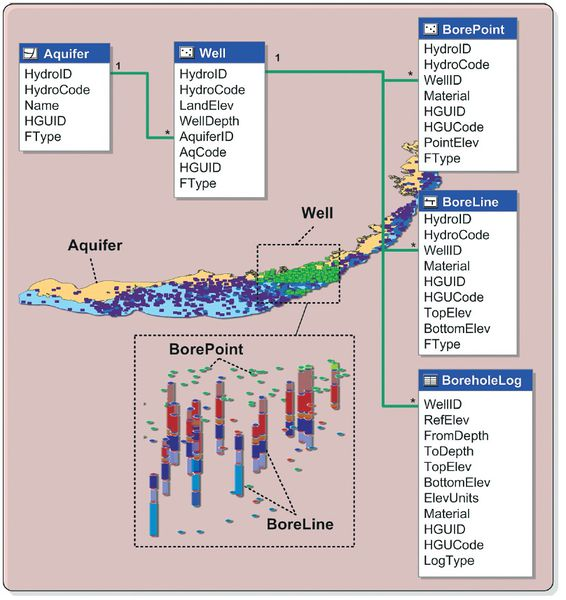 Aquifer
HydroID
HydroCode
Name
HGUID
FType
1
*
Well
HydroID
HydroCode
LandElev
WellDepth
AquiferID
AqCode
HGUID
FType
1
*
BorePoint
HydroID
HydroCode
WellID
Material
HGUID
HGUCode
PointElev
FType
*
BoreLine
HydroID
HydroCode
WellID
Material
HGUID
HGUCode
TopElev
BottomElev
FType
*
BoreholeLog
WellID
RefElev
FromDepth
ToDepth
TopElev
BottomElev
ElevUnits
Material
HGUID
HGUCode
LogType
Well
Aquifer
BorePoint
BoreLine